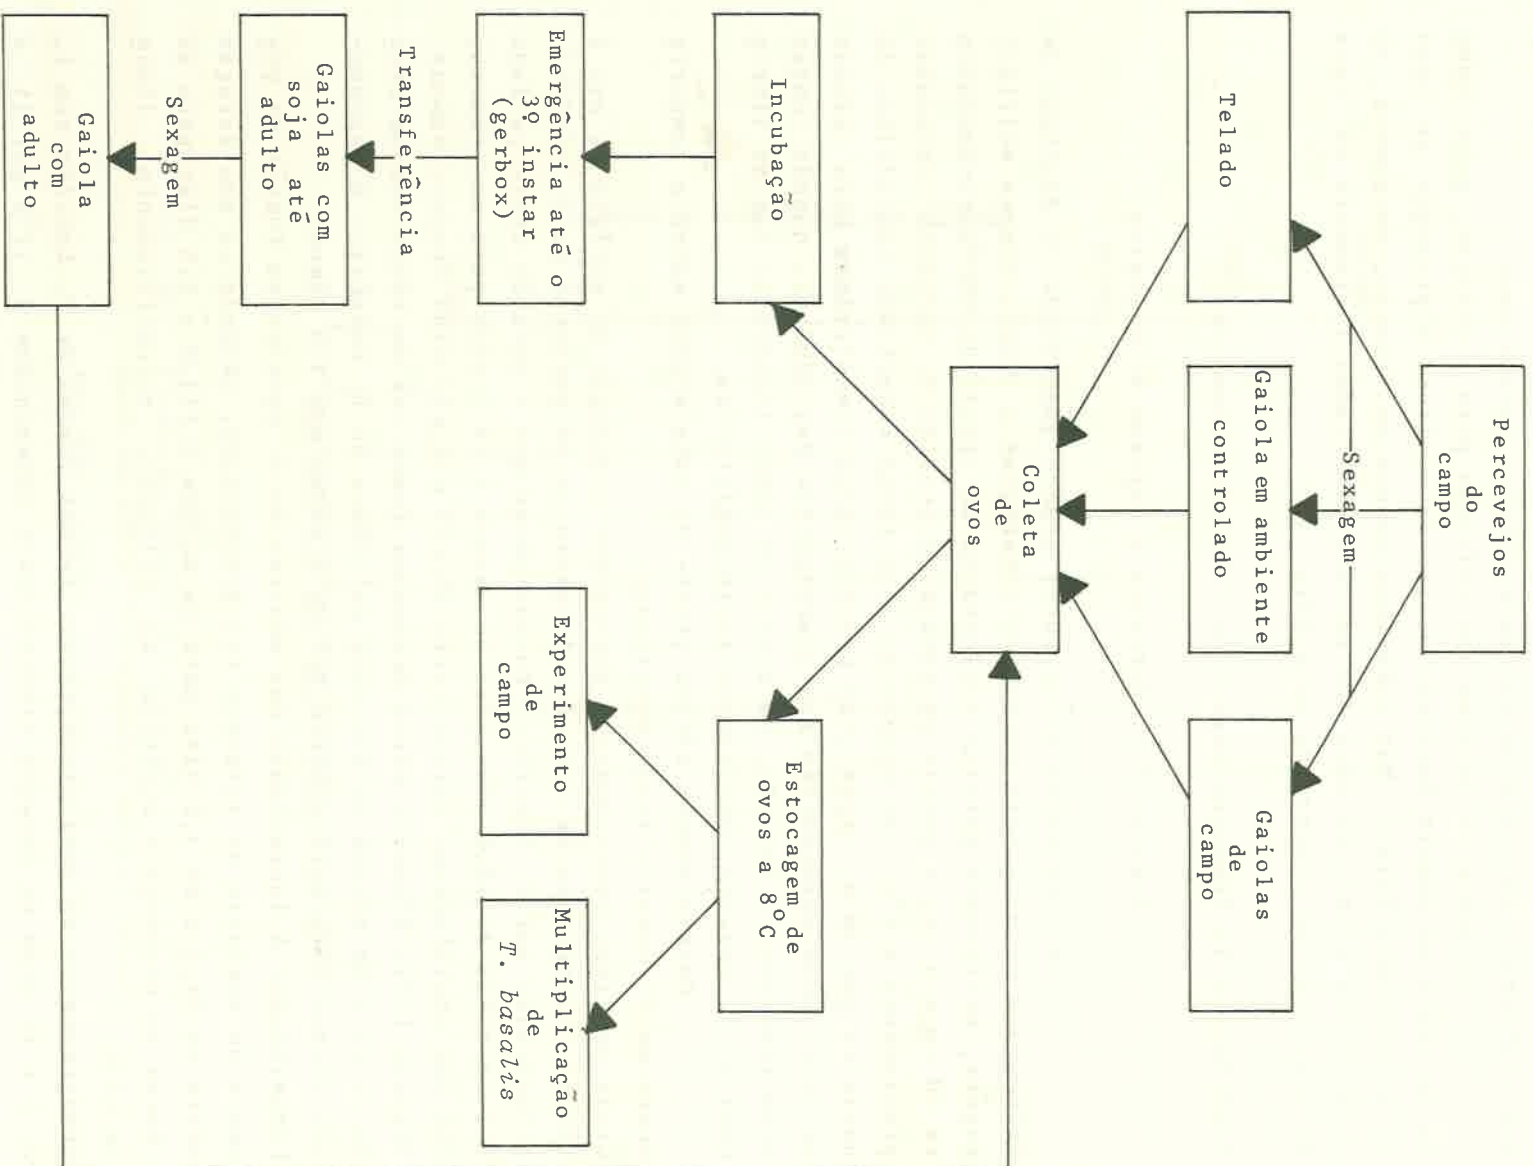 Percevejos
do
campo
Sexagem
Telado
Gaiola em ambiente
controlado
Gaiolas
de
campo
Coleta
de
ovos
Incubação
Estocagem de
ovos a 8ºC
Emergência até o
3º instar
(gerbox)
Experimento
de
campo
Multiplicação
de
T. basalis
Transferência
Gaiolas com
soja até
adulto
Sexagem
Gaiola
com
adulto